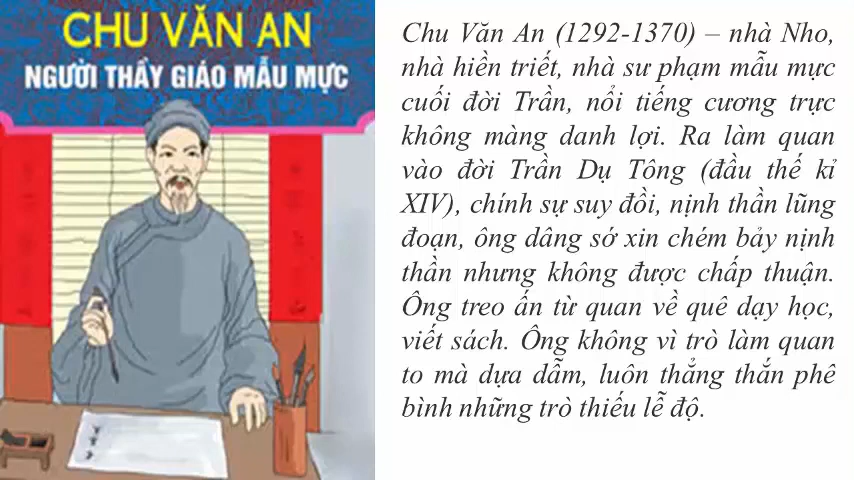 CHU VĂN AN
NGƯỜI THẦY GIÁO MẪU MỰC
Chu Văn An (1292-1370) – nhà Nho,
nhà hiền triết, nhà sư phạm mẫu mực
cuối đời Trần, nổi tiếng cương trực
không màng danh lợi. Ra làm quan
vào đời Trần Dụ Tông (đầu thế kỉ
XIV), chính sự suy đồi, nịnh thần lũng
đoạn, ông dâng sớ xin chém bảy nịnh
thần nhưng không được chấp thuận.
Ông treo ấn từ quan về quê dạy học,
viết sách. Ông không vì trò làm quan
to mà dựa dẫm, luôn thẳng thắn phê
bình những trò thiếu lễ độ.